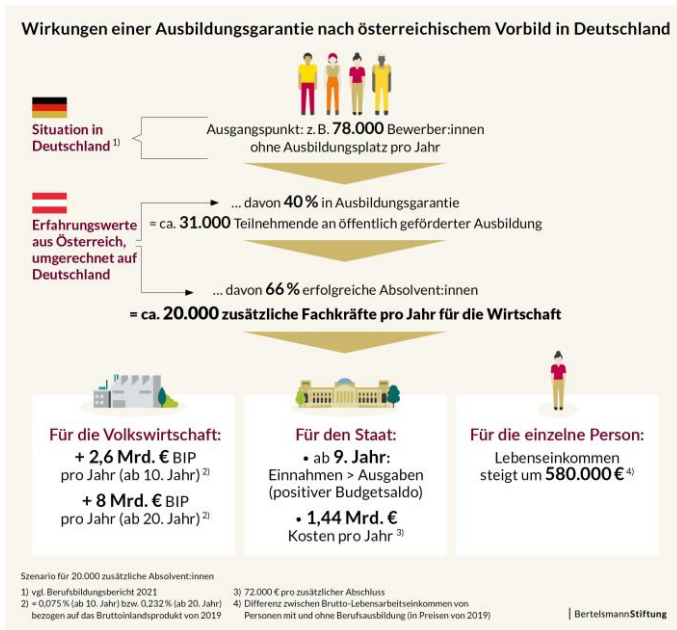 Wirkungen einer Ausbildungsgarantie nach österreichischem Vorbild in Deutschland
Situation in
Deutschland 1)
Ausgangspunkt: z. B. 78.000 Bewerber:innen
ohne Ausbildungsplatz pro Jahr
Erfahrungswerte
aus Österreich,
umgerechnet auf
Deutschland
... davon 40 % in Ausbildungsgarantie
= ca. 31.000 Teilnehmende an öffentlich geförderter Ausbildung
... davon 66 % erfolgreiche Absolvent:innen
= ca. 20.000 zusätzliche Fachkräfte pro Jahr für die Wirtschaft
Für die Volkswirtschaft:
+ 2,6 Mrd. € BIP
pro Jahr (ab 10. Jahr) 2)
+ 8 Mrd. € BIP
pro Jahr (ab 20. Jahr) 2)
Für den Staat:
• ab 9. Jahr:
Einnahmen > Ausgaben
(positiver Budgetsaldo)
• 1,44 Mrd. €
Kosten pro Jahr 3)
Für die einzelne Person:
Lebenseinkommen
steigt um 580.000 € 4)
Szenario für 20.000 zusätzliche Absolvent:innen
1) vgl. Berufsbildungsbericht 2021
2) = 0,075 % (ab 10. Jahr) bzw. 0,232 % (ab 20. Jahr)
bezogen auf das Bruttoinlandsprodukt von 2019
3) 72.000 € pro zusätzlicher Abschluss
4) Differenz zwischen Brutto-Lebensarbeitseinkommen von
Personen mit und ohne Berufsausbildung (in Preisen von 2019)
BertelsmannStiftung